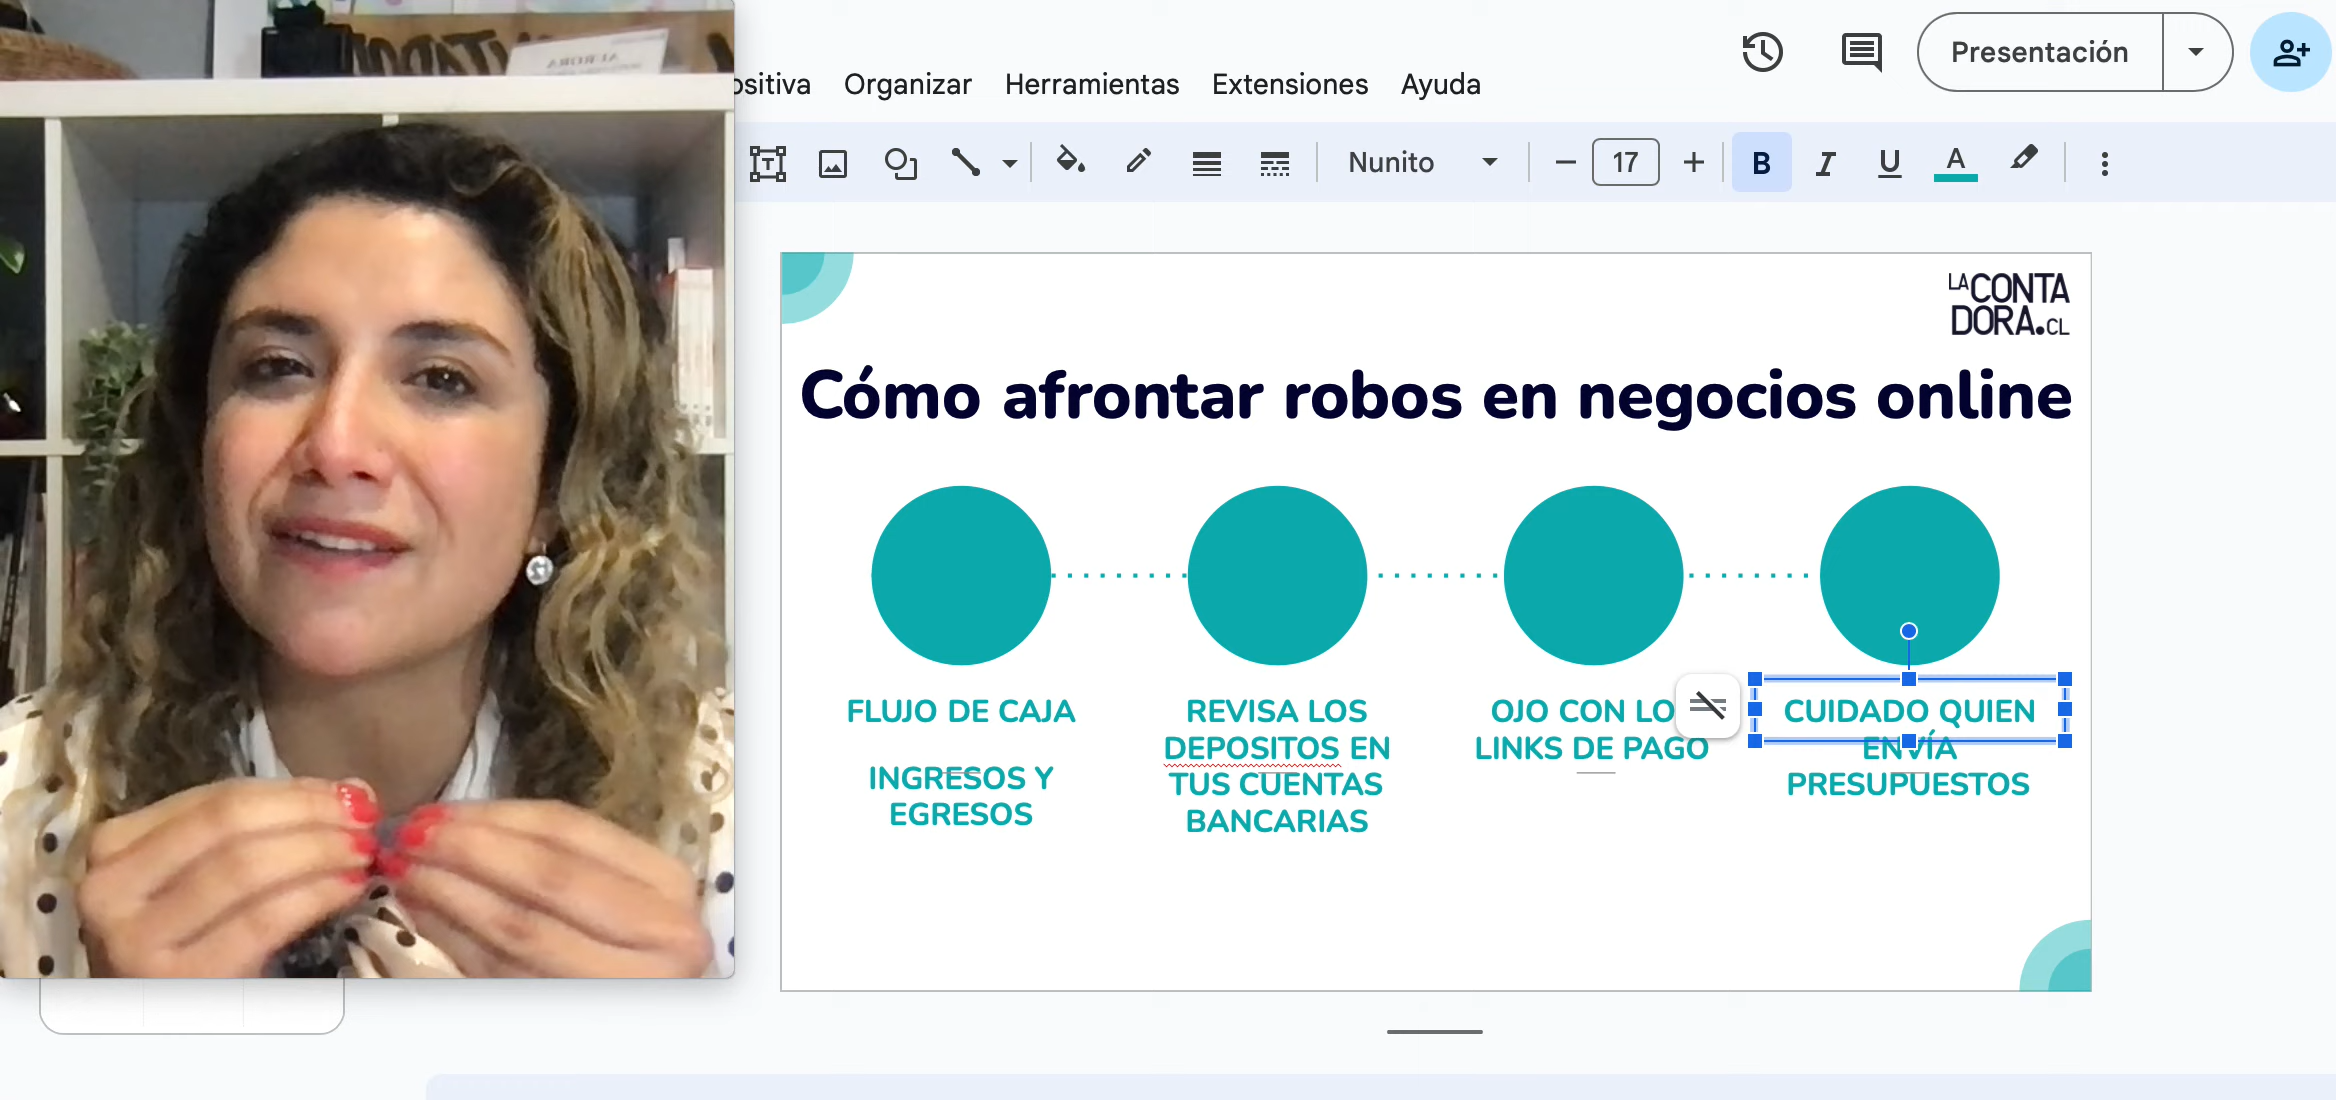 Presentación
Organizar Herramientas Extensiones Ayuda
Nunito 17 B I U A
LA CONTA
DORA.CL
Cómo afrontar robos en negocios online
FLUJO DE CAJA
INGRESOS Y
EGRESOS
REVISA LOS
DEPOSITOS EN
TUS CUENTAS
BANCARIAS
OJO CON LO
LINKS DE PAGO
CUIDADO QUIEN
ENVÍA
PRESUPUESTOS